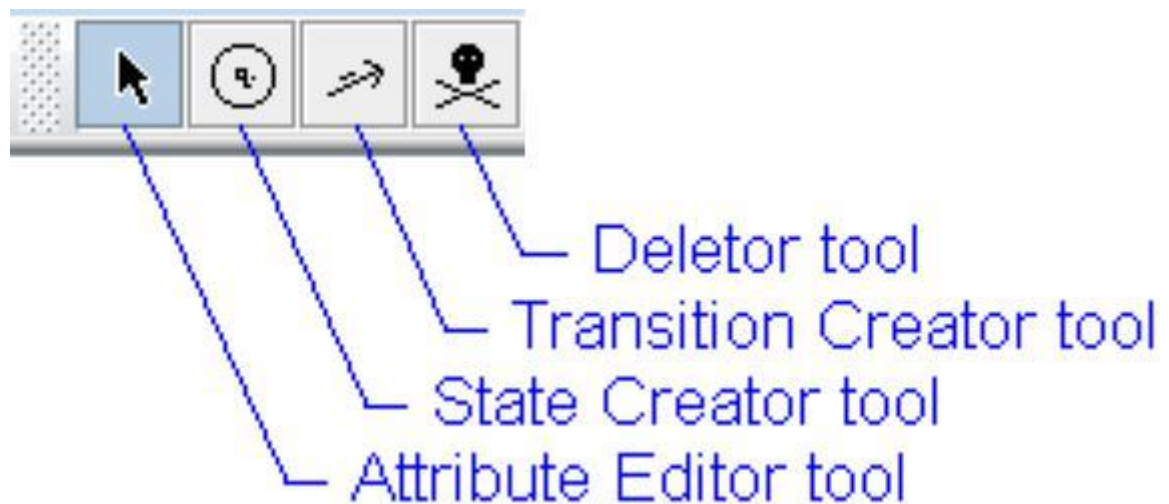 q.
Deletor tool
Transition Creator tool
State Creator tool
Attribute Editor tool